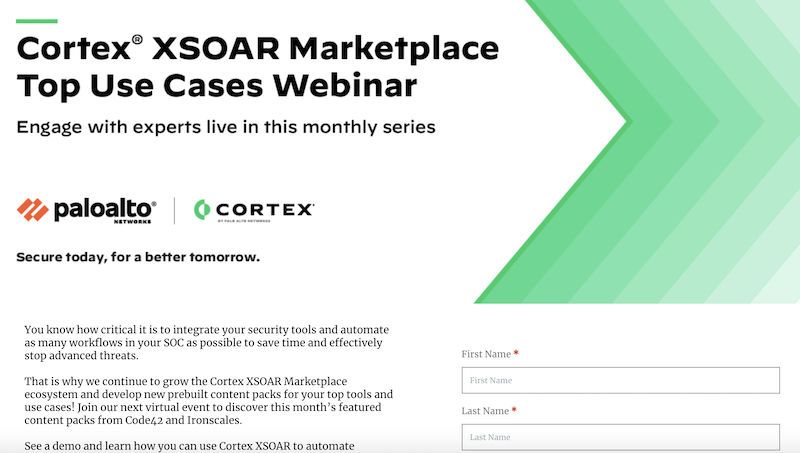 Cortex® XSOAR Marketplace
Top Use Cases Webinar
Engage with experts live in this monthly series
paloalto®
NETWORKS
CORTEX®
BY PALO ALTO NETWORKS
Secure today, for a better tomorrow.
You know how critical it is to integrate your security tools and automate
as many workflows in your SOC as possible to save time and effectively
stop advanced threats.
That is why we continue to grow the Cortex XSOAR Marketplace
ecosystem and develop new prebuilt content packs for your top tools and
use cases! Join our next virtual event to discover this month's featured
content packs from Code42 and Ironscales.
See a demo and learn how you can use Cortex XSOAR to automate
First Name *
First Name
Last Name *
Last Name